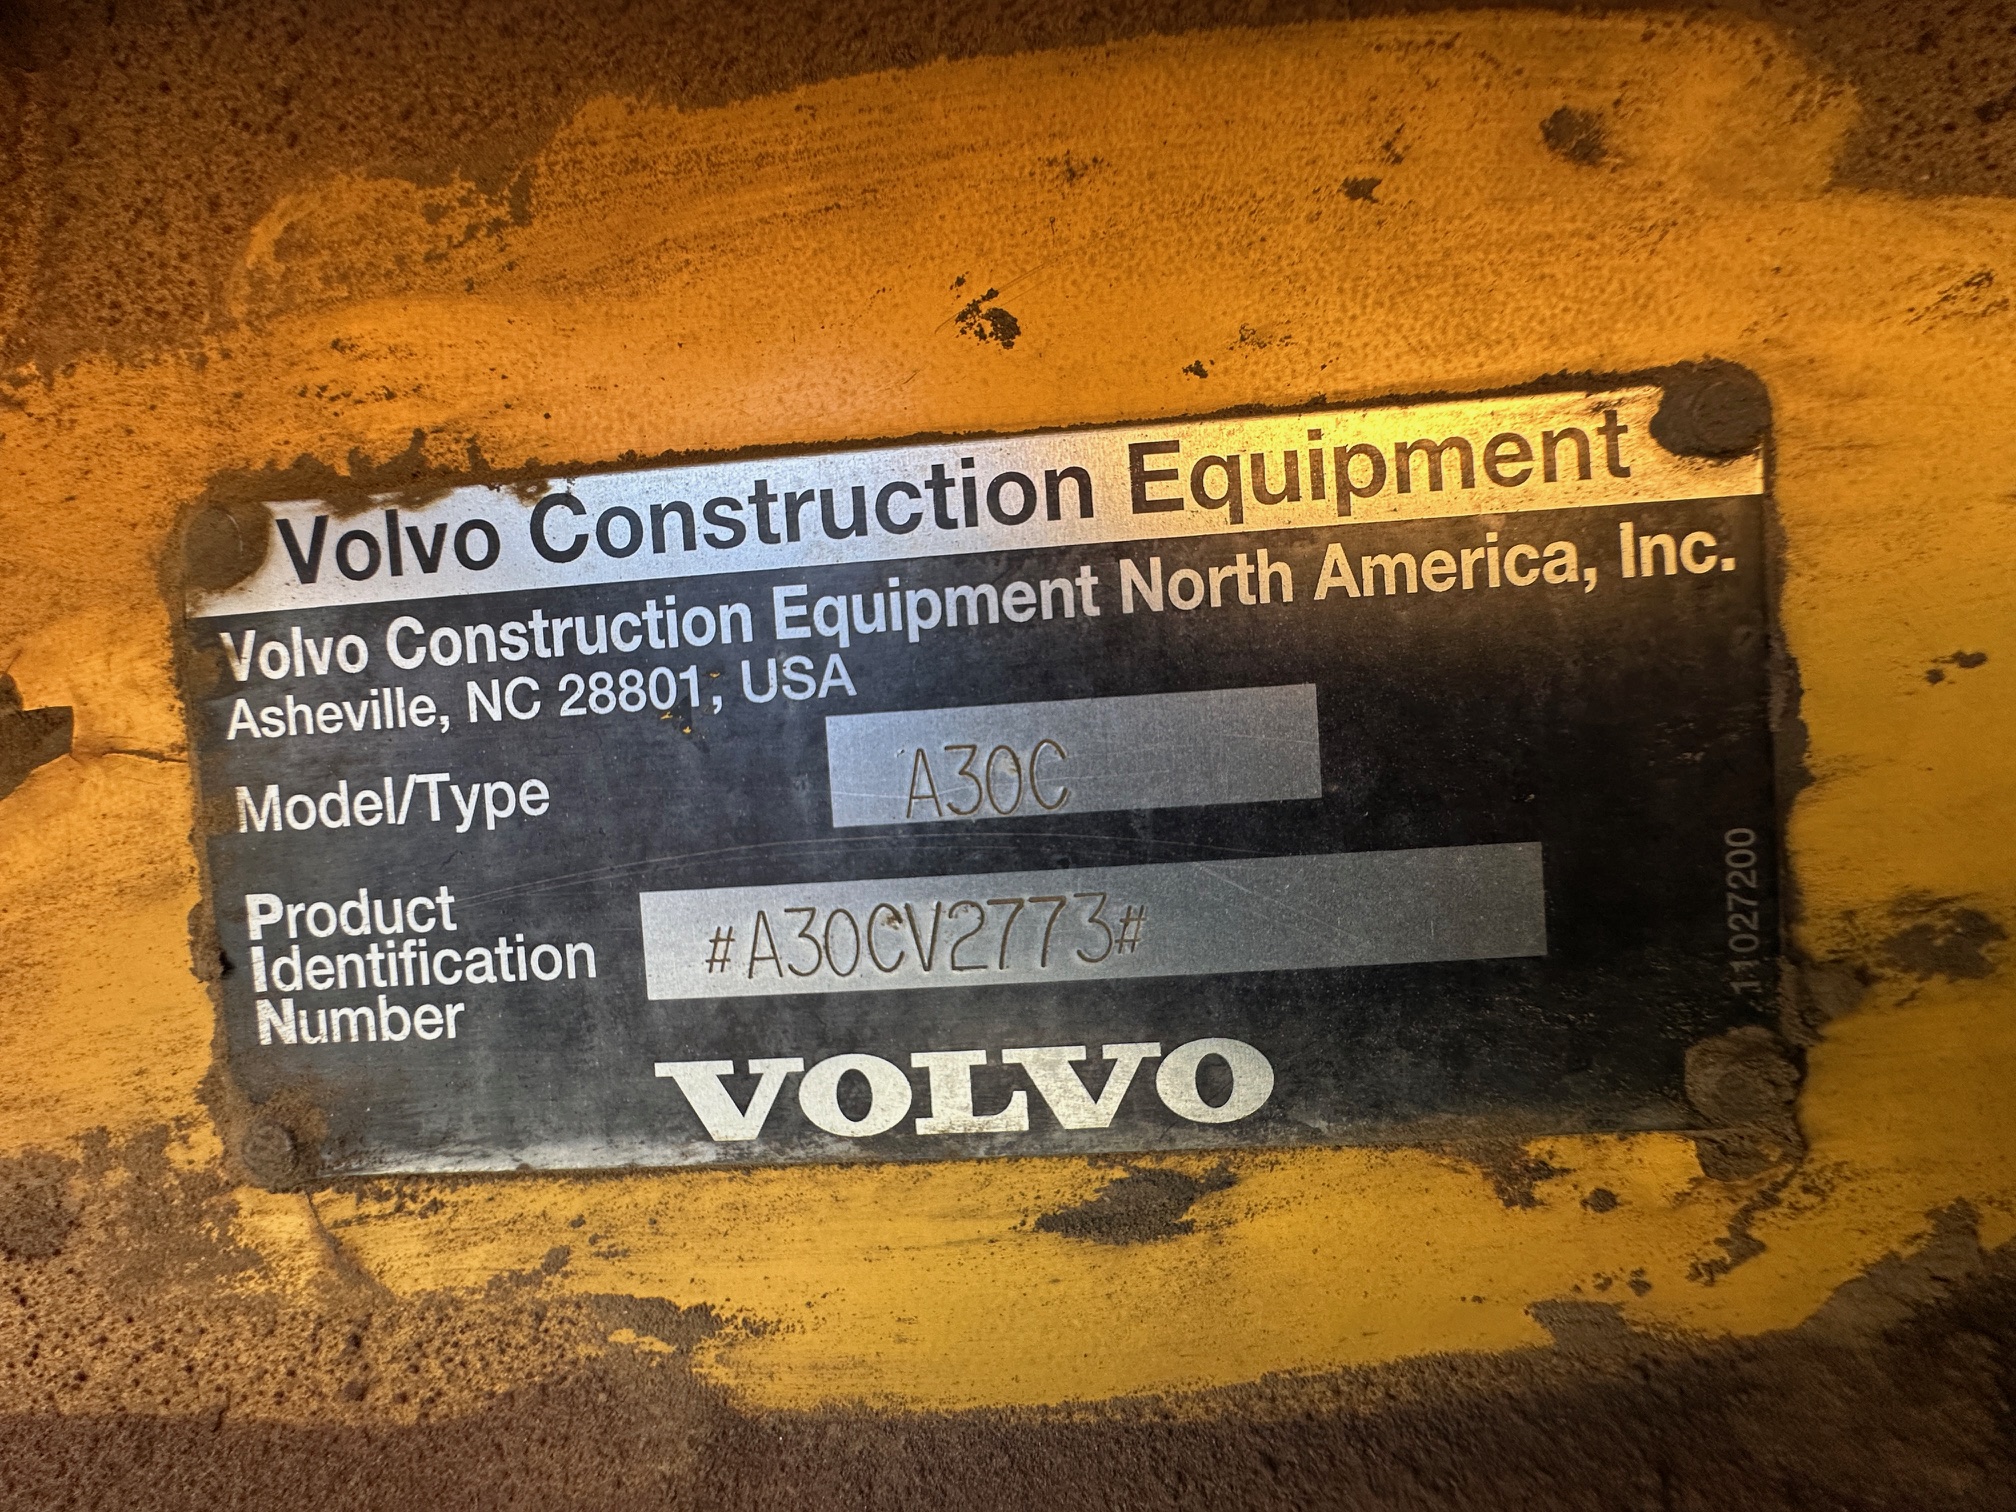 Volvo Construction Equipment
Volvo Construction Equipment North America, Inc.
Asheville, NC 28801, USA
Model/Type A30C
Product
Identification
Number
#A30CV2773#
11027200
VOLVO